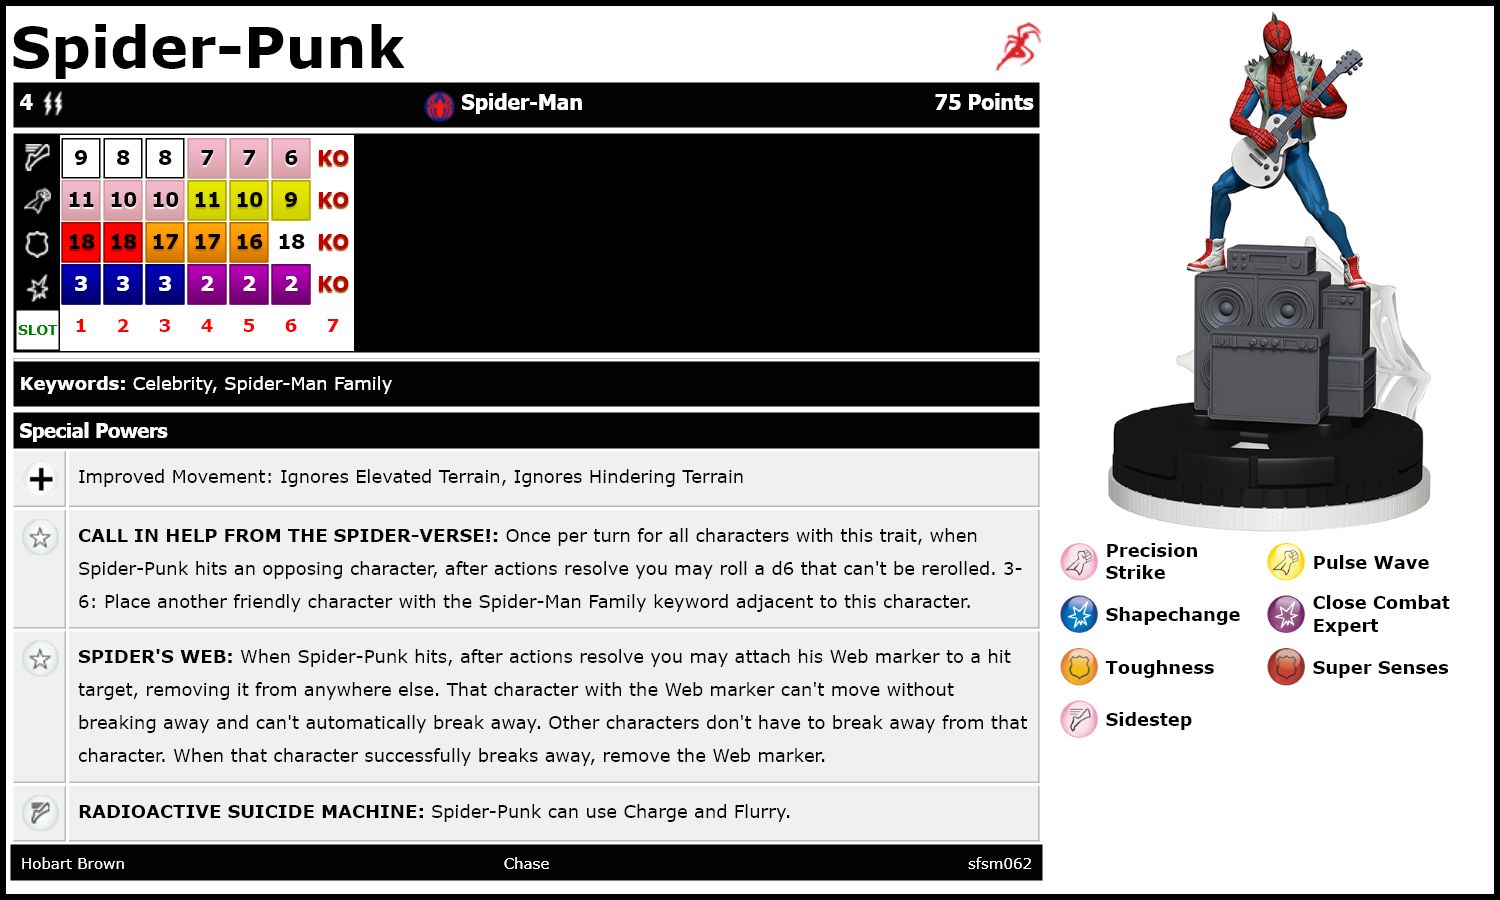 Spider-Punk
4 Spider-Man 75 Points
9 8 8 7 7 6 KO
11 10 10 11 10 9 KO
18 18 17 17 16 18 KO
3 3 3 2 2 2 KO
SLOT 1 2 3 4 5 6 7
Keywords: Celebrity, Spider-Man Family
Special Powers
Improved Movement: Ignores Elevated Terrain, Ignores Hindering Terrain
CALL IN HELP FROM THE SPIDER-VERSE!: Once per turn for all characters with this trait, when
Spider-Punk hits an opposing character, after actions resolve you may roll a d6 that can't be rerolled. 3-
6: Place another friendly character with the Spider-Man Family keyword adjacent to this character.
SPIDER'S WEB: When Spider-Punk hits, after actions resolve you may attach his Web marker to a hit
target, removing it from anywhere else. That character with the Web marker can't move without
breaking away and can't automatically break away. Other characters don't have to break away from that
character. When that character successfully breaks away, remove the Web marker.
RADIOACTIVE SUICIDE MACHINE: Spider-Punk can use Charge and Flurry.
Hobart Brown Chase sfsm062
Precision
Strike
Pulse Wave
Shapechange
Close Combat
Expert
Toughness
Super Senses
Sidestep